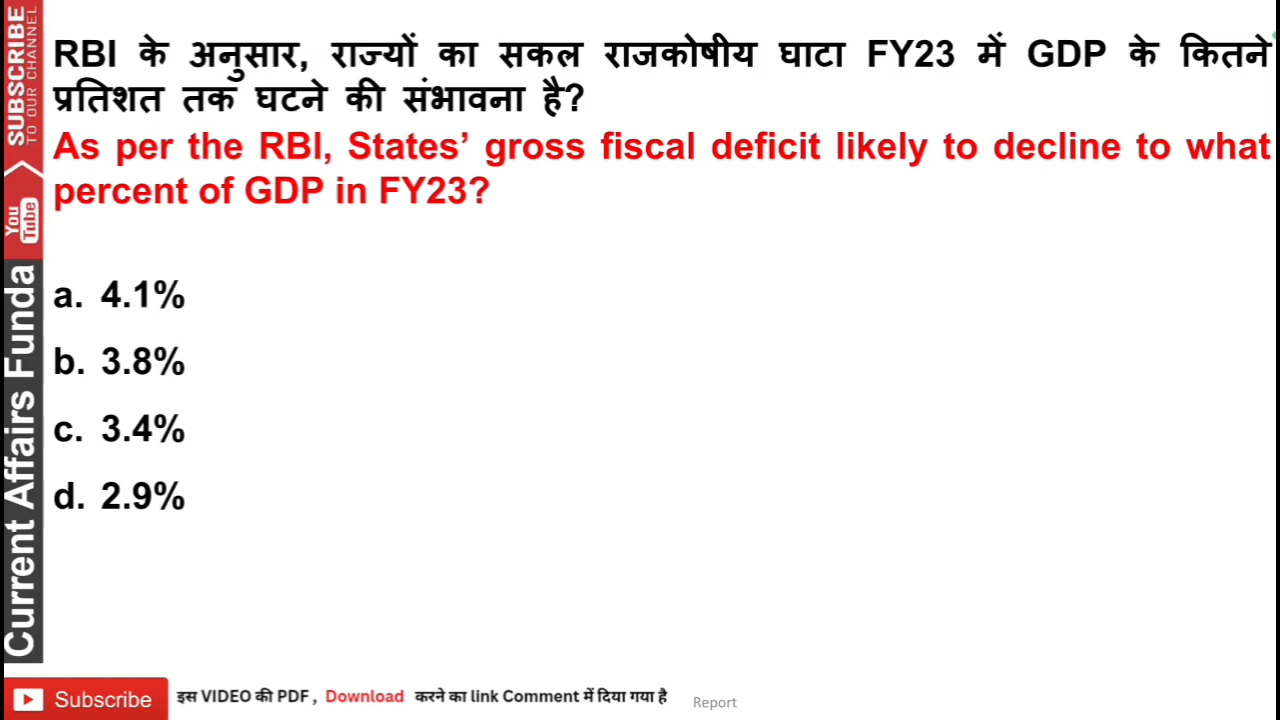 RBI के अनुसार, राज्यों का सकल राजकोषीय घाटा FY23 में GDP के कितने
प्रतिशत तक घटने की संभावना है?
As per the RBI, States’ gross fiscal deficit likely to decline to what
percent of GDP in FY23?
a. 4.1%
b. 3.8%
c. 3.4%
d. 2.9%
SUBSCRIBE
TO OUR CHANNEL
You
Tube
Current Affairs Funda
Subscribe
इस VIDEO की PDF , Download करने का link Comment में दिया गया है
Report